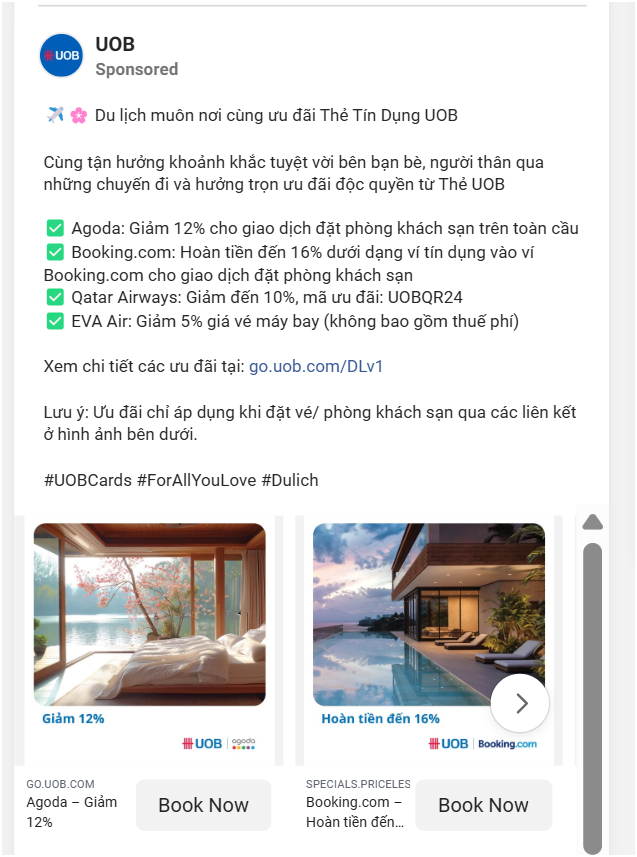 UOB
UOB
Sponsored
✈️ 🌸 Du lịch muôn nơi cùng ưu đãi Thẻ Tín Dụng UOB
Cùng tận hưởng khoảnh khắc tuyệt vời bên bạn bè, người thân qua
những chuyến đi và hưởng trọn ưu đãi độc quyền từ Thẻ UOB
✅ Agoda: Giảm 12% cho giao dịch đặt phòng khách sạn trên toàn cầu
✅ Booking.com: Hoàn tiền đến 16% dưới dạng ví tín dụng vào ví
Booking.com cho giao dịch đặt phòng khách sạn
✅ Qatar Airways: Giảm đến 10%, mã ưu đãi: UOBQR24
✅ EVA Air: Giảm 5% giá vé máy bay (không bao gồm thuế phí)
Xem chi tiết các ưu đãi tại: go.uob.com/DLv1
Lưu ý: Ưu đãi chỉ áp dụng khi đặt vé/ phòng khách sạn qua các liên kết
ở hình ảnh bên dưới.
#UOBCards #ForAllYouLove #Dulich
Giảm 12%
UOB | agoda
Hoàn tiền đến 16%
UOB | Booking.com
GO.UOB.COM
Agoda – Giảm
12%
Book Now
SPECIALS.PRICELES
Booking.com –
Hoàn tiền đến...
Book Now